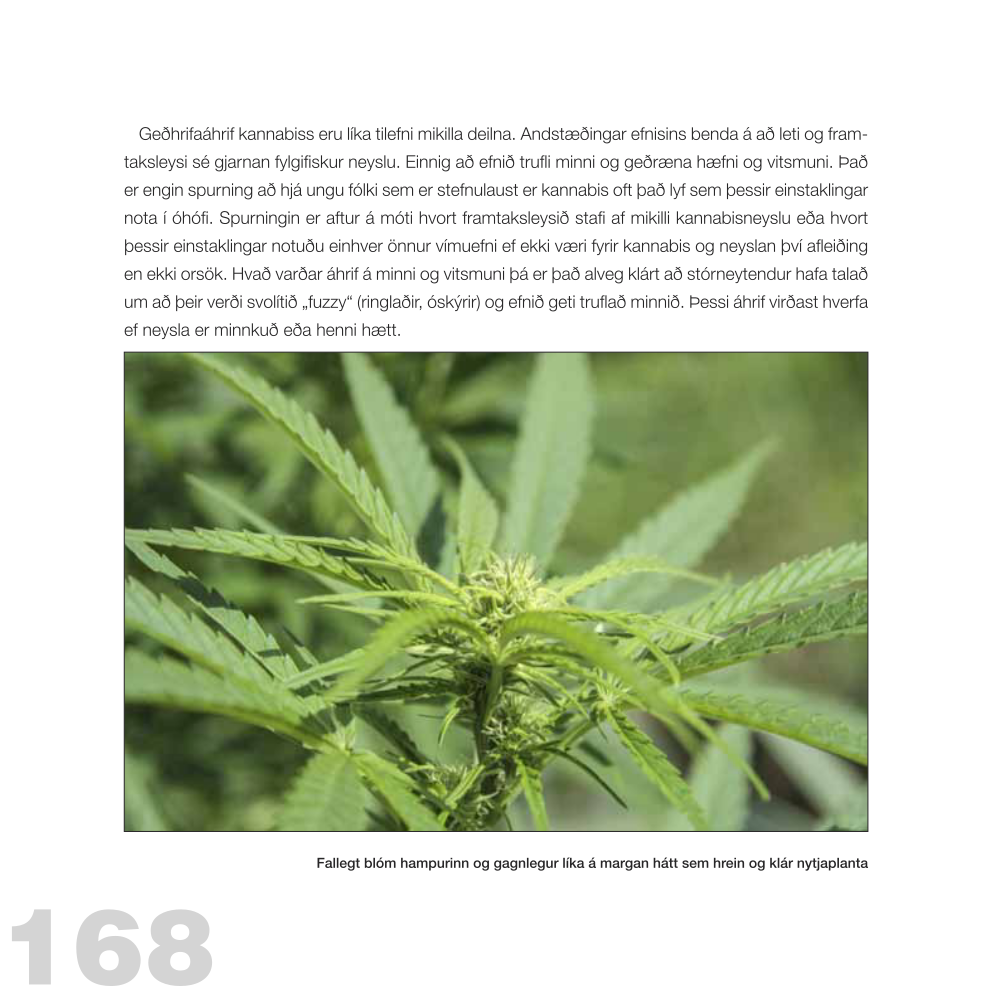 Geðhrifaáhrif kannabiss eru líka tilefni mikilla deilna. Andstæðingar efnisins benda á að leti og fram-
taksleysi sé gjarnan fylgifiskur neyslu. Einnig að efnið trufli minni og geðræna hæfni og vitsmuni. Það
er engin spurning að hjá ungu fólki sem er stefnulaust er kannabis oft það lyf sem þessir einstaklingar
nota í óhófi. Spurningin er aftur á móti hvort framtaksleysið stafi af mikilli kannabisneyslu eða hvort
þessir einstaklingar notuðu einhver önnur vímuefni ef ekki væri fyrir kannabis og neyslan því afleiðing
en ekki orsök. Hvað varðar áhrif á minni og vitsmuni þá er það alveg klárt að stórneytendur hafa talað
um að þeir verði svolítið „fuzzy“ (ringlaðir, óskýrir) og efnið geti truflað minnið. Þessi áhrif virðast hverfa
ef neysla er minnkuð eða henni hætt.
Fallegt blóm hampurinn og gagnlegur líka á margan hátt sem hrein og klár nytjaplanta
168